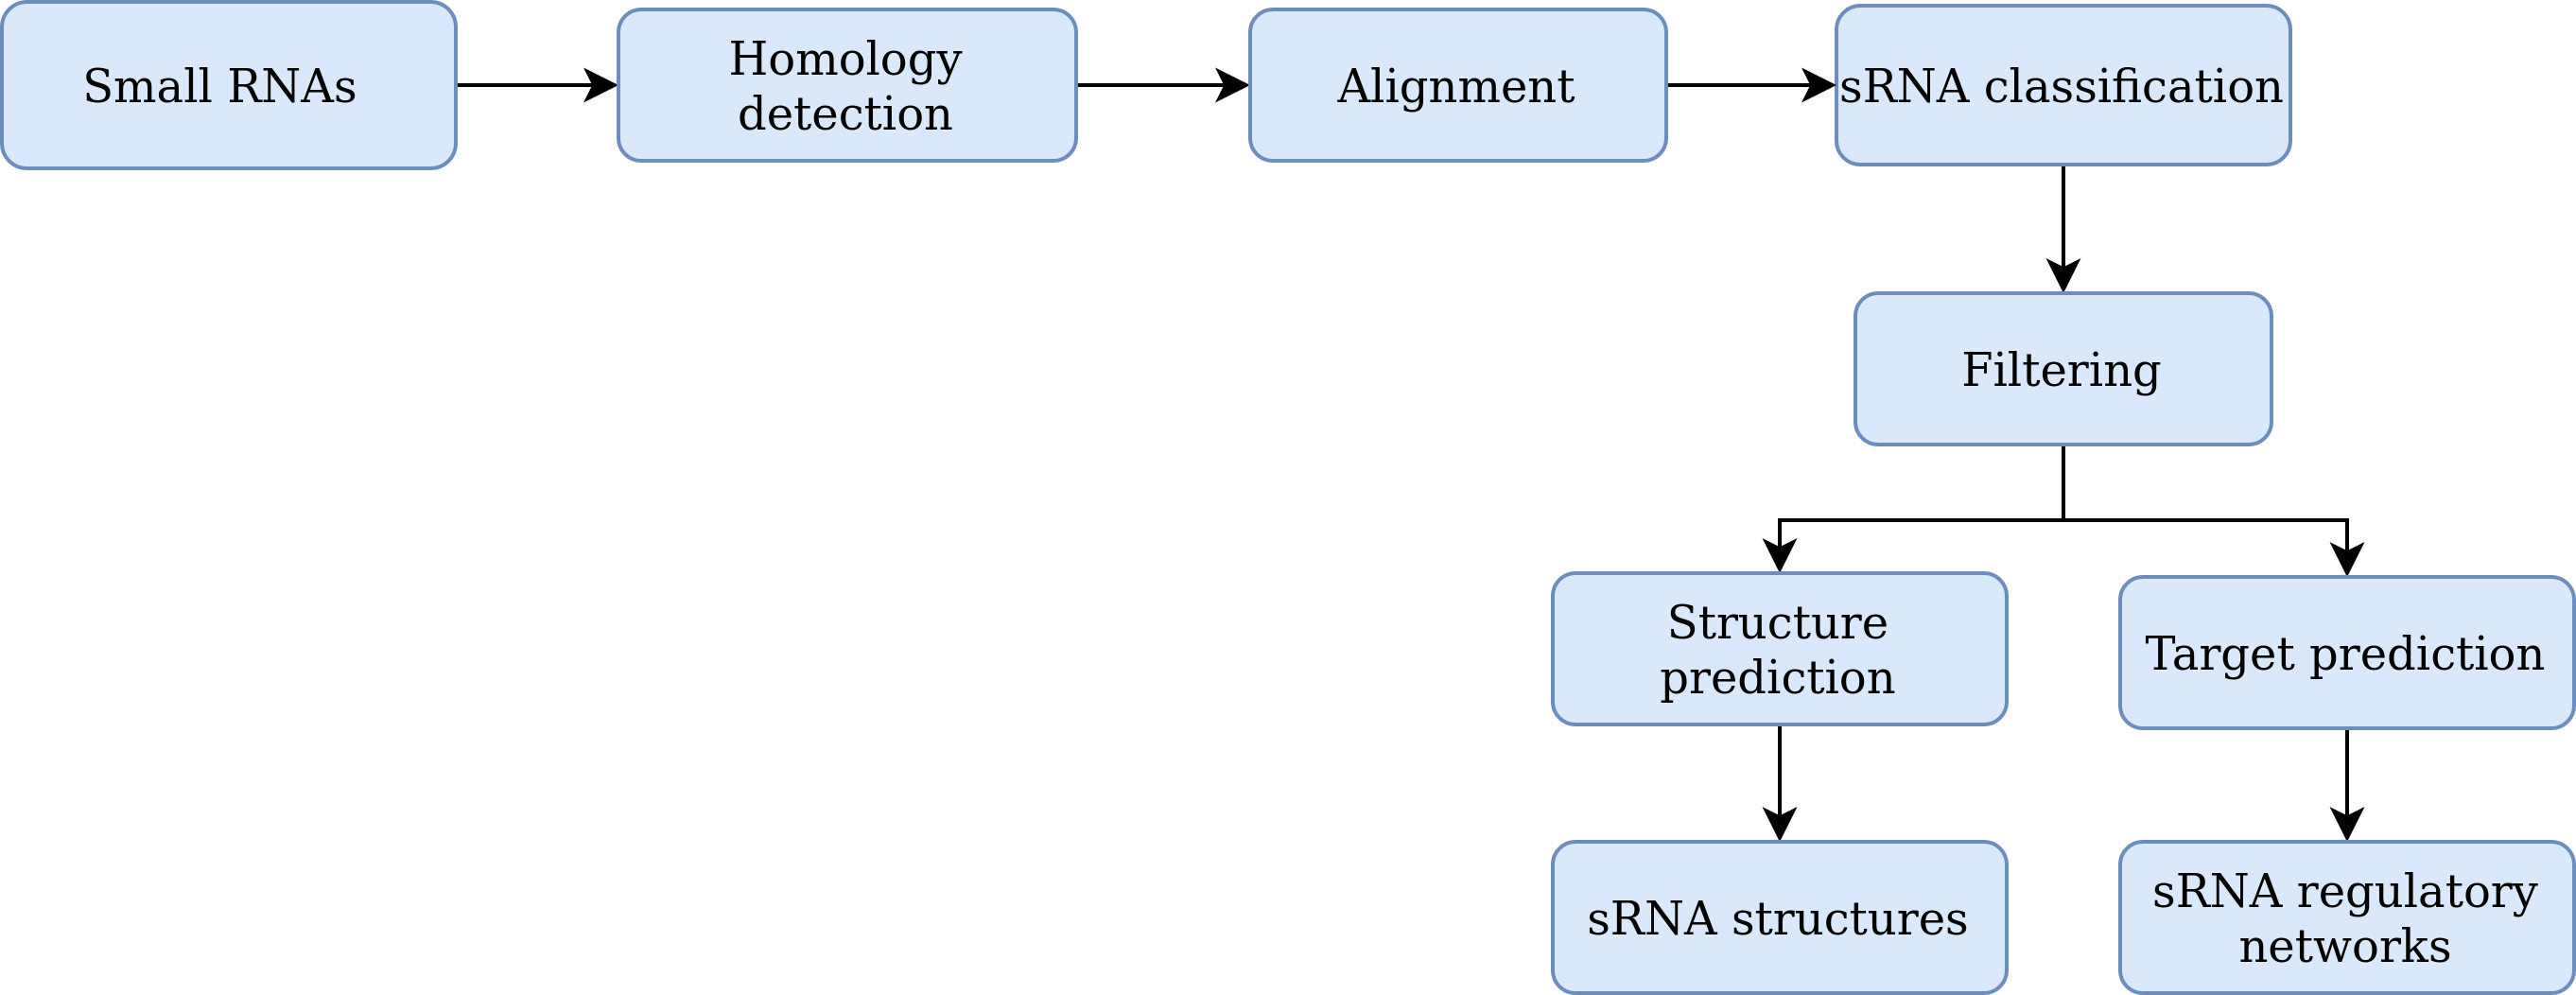 Small RNAs
Homology
detection
Alignment
sRNA classification
Filtering
Structure
prediction
Target prediction
sRNA structures
sRNA regulatory
networks